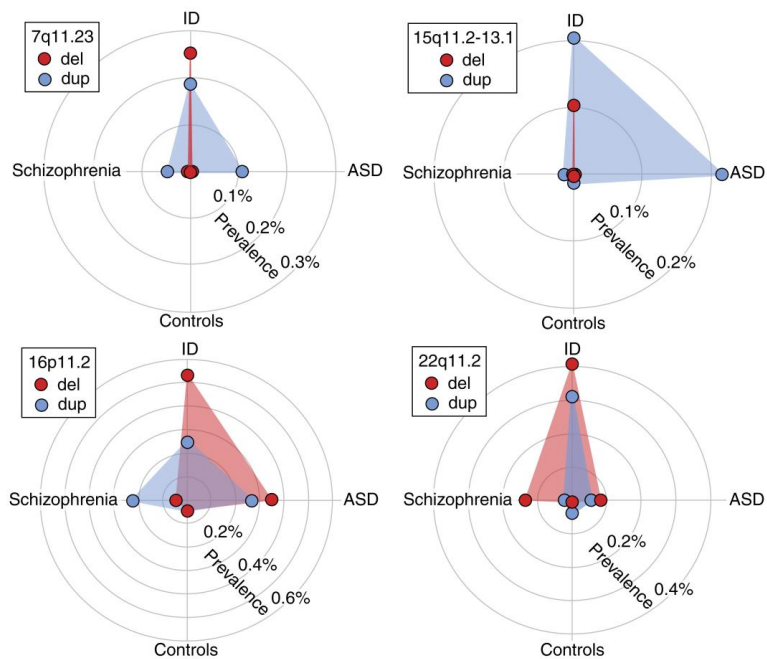 ID
7q11.23
del
dup
Schizophrenia
ASD
0.1%
0.2%
0.3%
Prevalence
Controls
ID
15q11.2-13.1
del
dup
Schizophrenia
ASD
0.1%
0.2%
Prevalence
Controls
ID
16p11.2
del
dup
Schizophrenia
ASD
0.2%
0.4%
0.6%
Prevalence
Controls
ID
22q11.2
del
dup
Schizophrenia
ASD
0.2%
0.4%
Prevalence
Controls